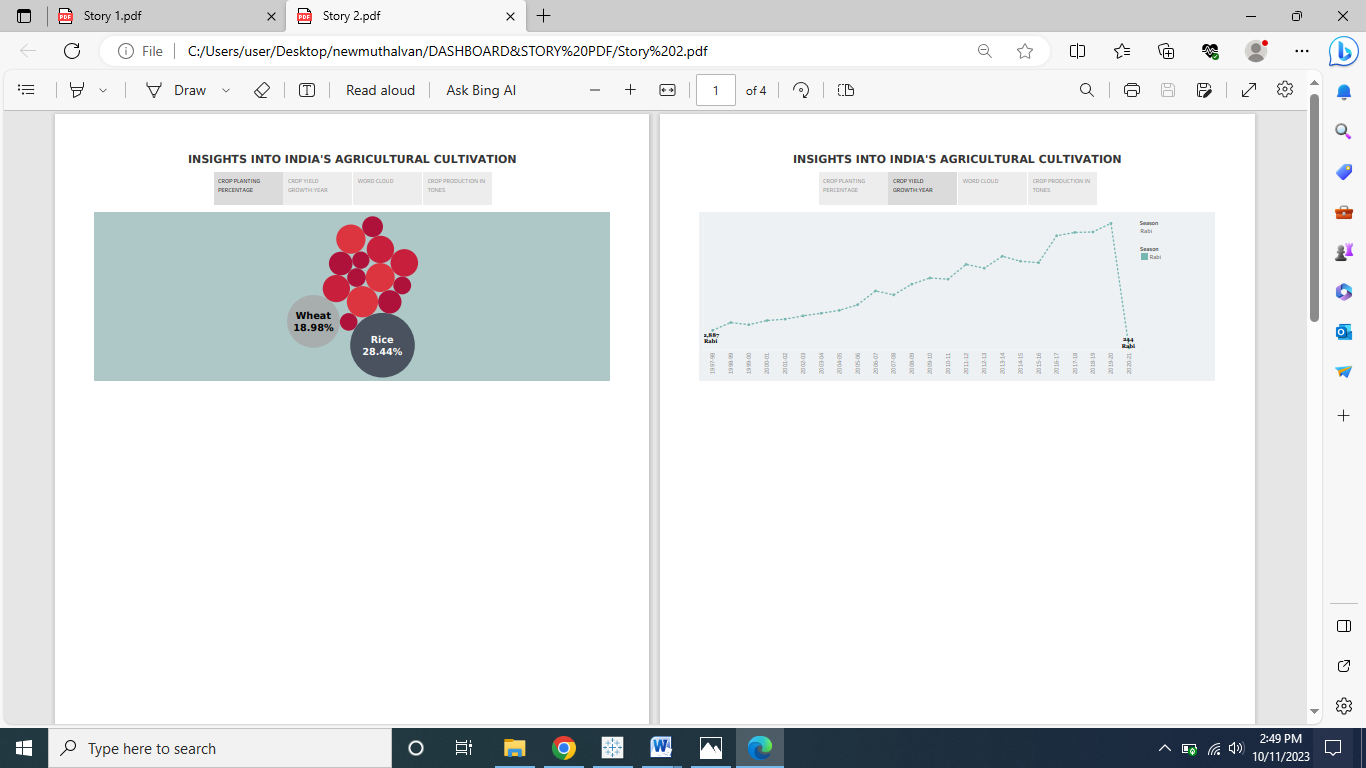 Story 1.pdf
Story 2.pdf
File
C:/Users/user/Desktop/newmuthalvan/DASHBOARD&STORY%20PDF/Story%202.pdf
Draw
Read aloud
Ask Bing AI
1
of 4
INSIGHTS INTO INDIA'S AGRICULTURAL CULTIVATION
CROP PLANTING
PERCENTAGE
CROP YIELD
GROWTH:YEAR
WORD CLOUD
CROP PRODUCTION IN
TONES
Wheat
18.98%
Rice
28.44%
INSIGHTS INTO INDIA'S AGRICULTURAL CULTIVATION
CROP PLANTING
PERCENTAGE
CROP YIELD
GROWTH:YEAR
WORD CLOUD
CROP PRODUCTION IN
TONES
Season
Rabi
Season
Rabi
2,887
Rabi
244
Rabi
1997-98
1998-99
1999-00
2000-01
2001-02
2002-03
2003-04
2004-05
2005-06
2006-07
2007-08
2008-09
2009-10
2010-11
2011-12
2012-13
2013-14
2014-15
2015-16
2016-17
2017-18
2018-19
2019-20
2020-21
Type here to search
2:49 PM
10/11/2023